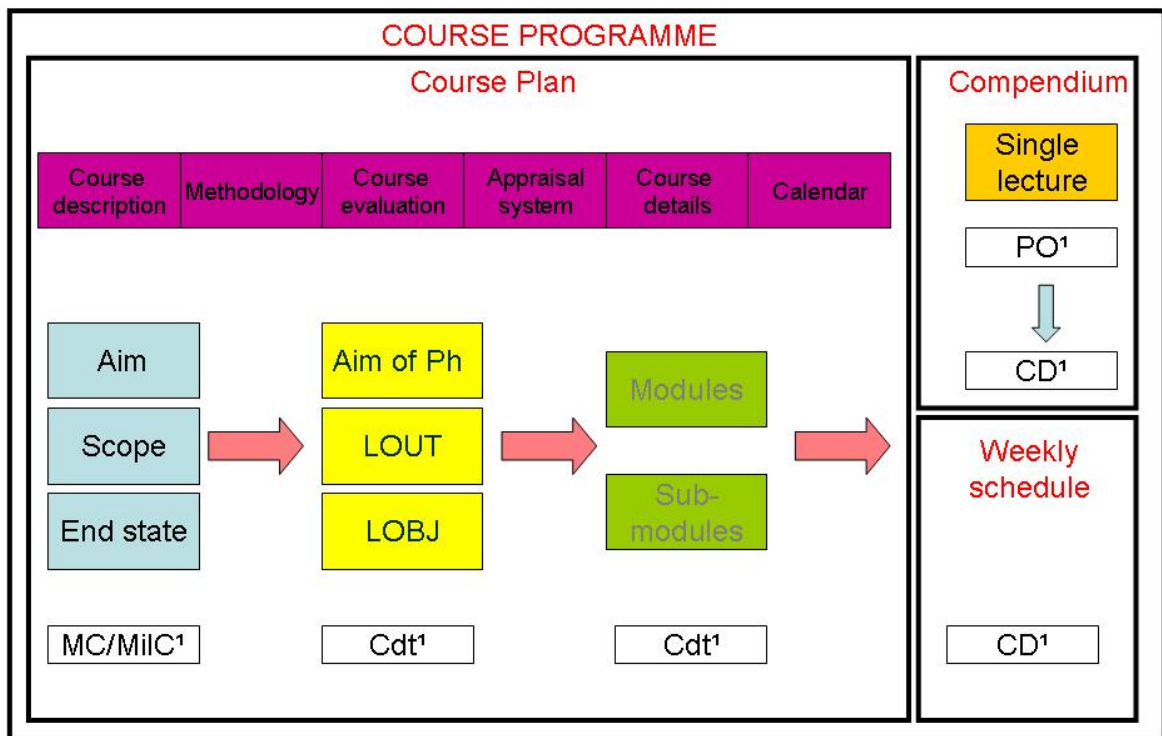 COURSE PROGRAMME
Course Plan
Course
description
Methodology
Course
evaluation
Appraisal
system
Course
details
Calendar
Aim
Scope
End state
MC/MilC¹
Aim of Ph
LOUT
LOBJ
Cdt¹
Modules
Sub-
modules
Cdt¹
Compendium
Single
lecture
PO¹
CD¹
Weekly
schedule
CD¹